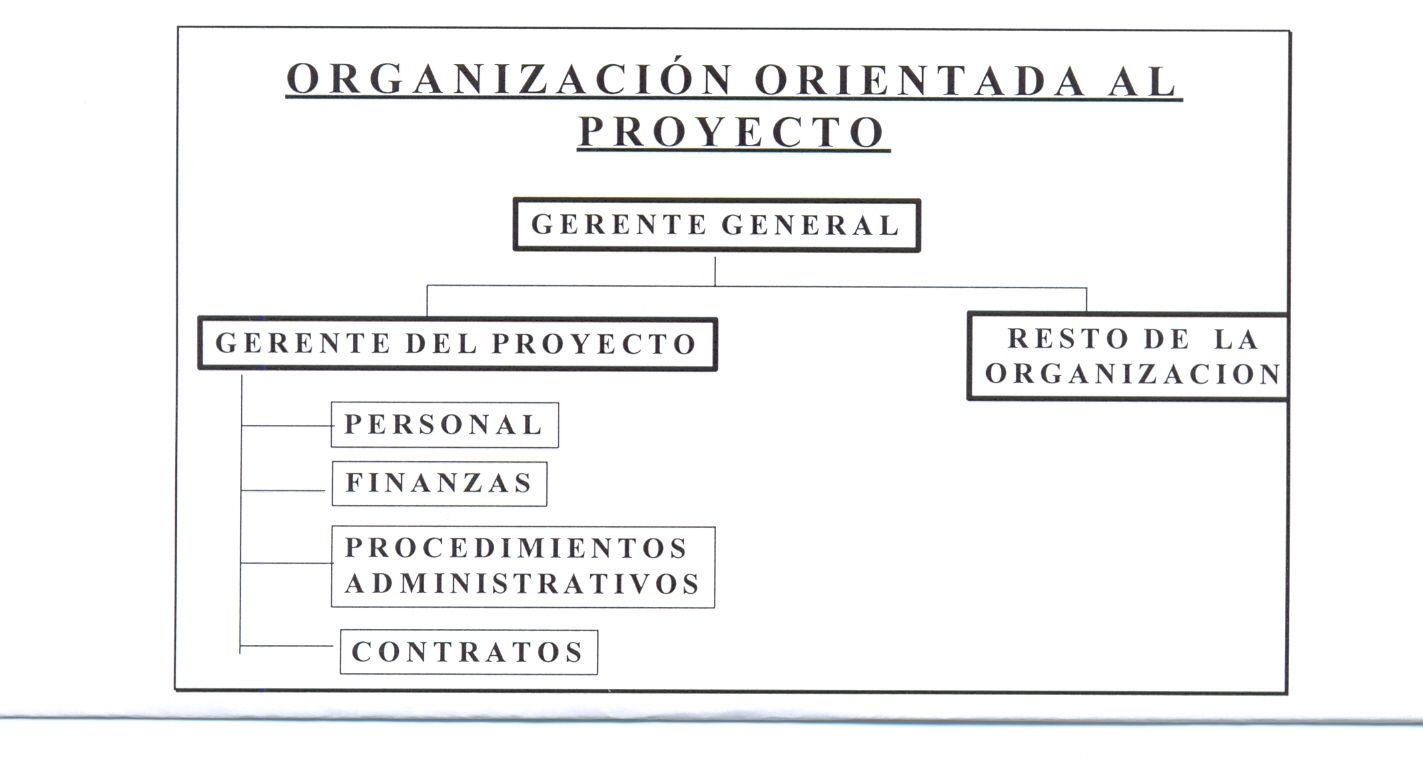 ORGANIZACIÓN ORIENTADA AL
PROYECTO
GERENTE GENERAL
GERENTE DEL PROYECTO
RESTO DE LA
ORGANIZACION
PERSONAL
FINANZAS
PROCEDIMIENTOS
ADMINISTRATIVOS
CONTRATOS